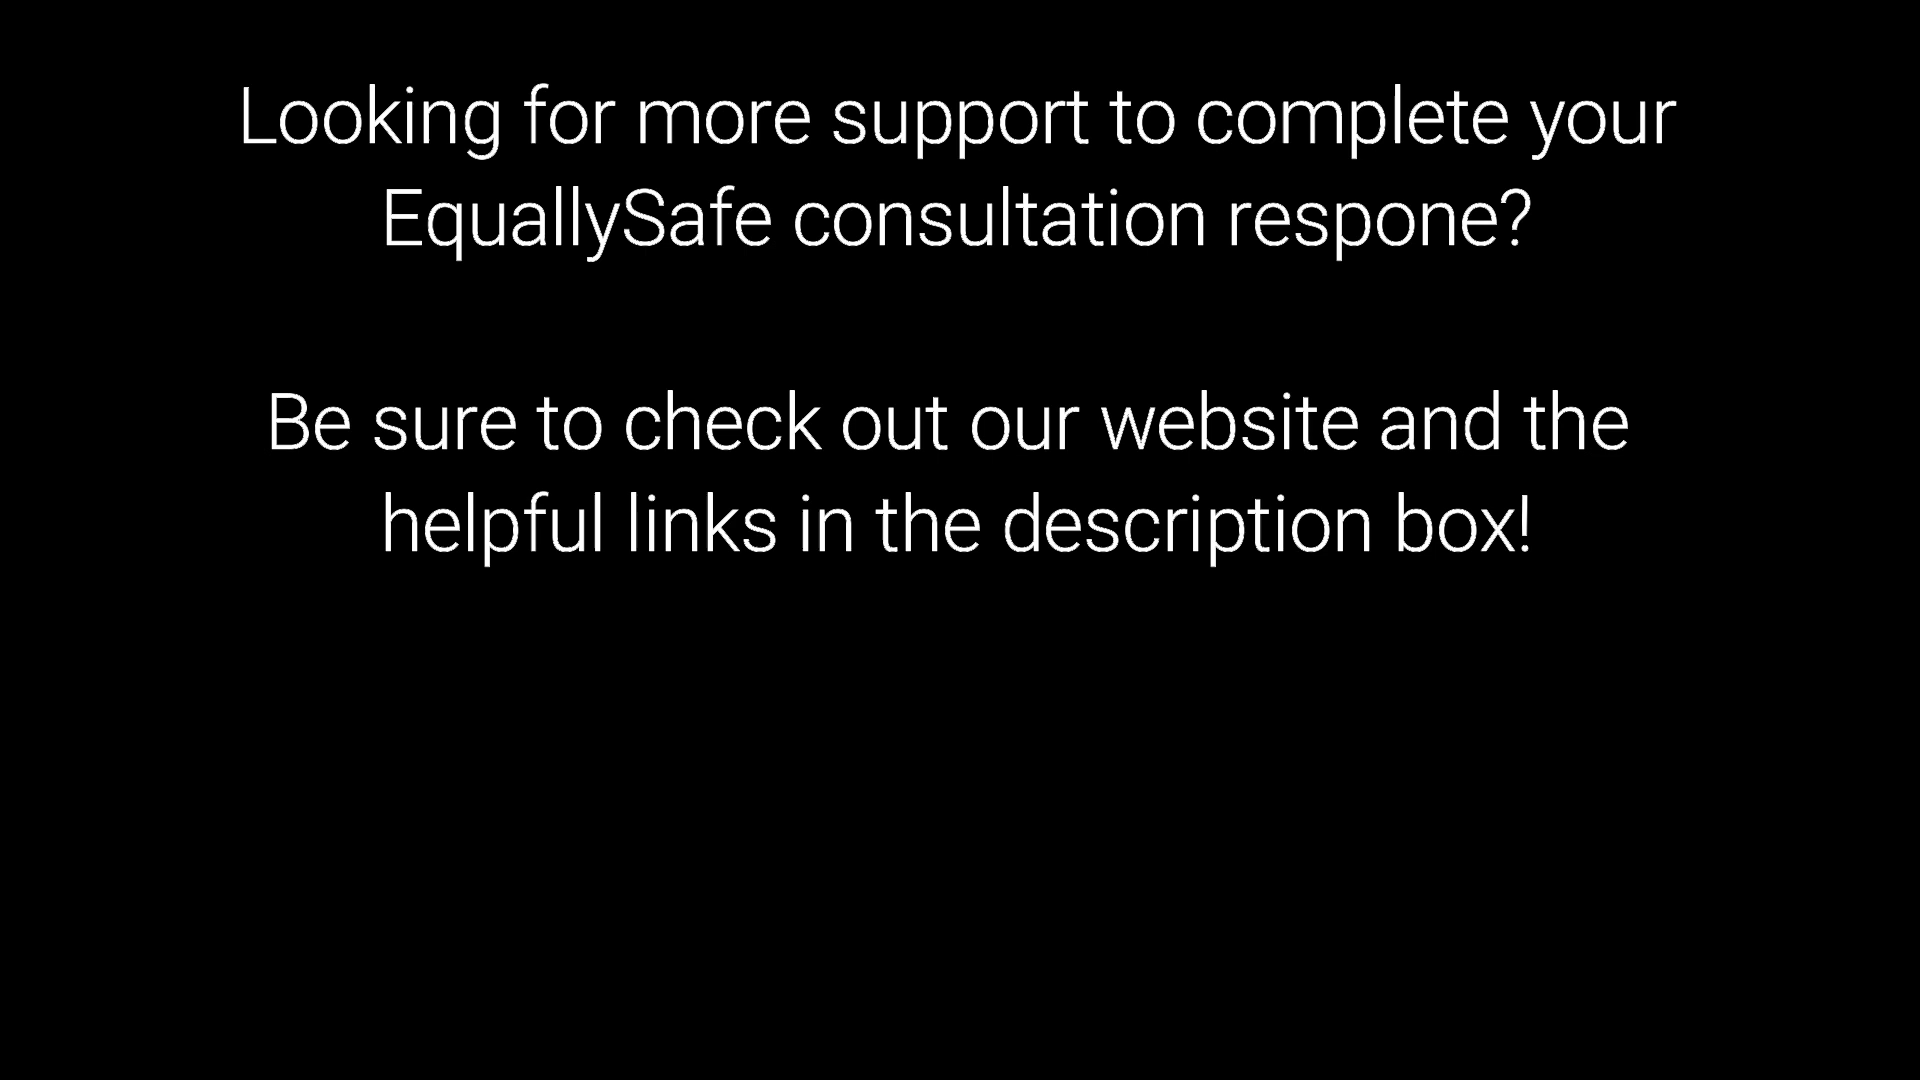 Looking for more support to complete your
EquallySafe consultation respone?
Be sure to check out our website and the
helpful links in the description box!